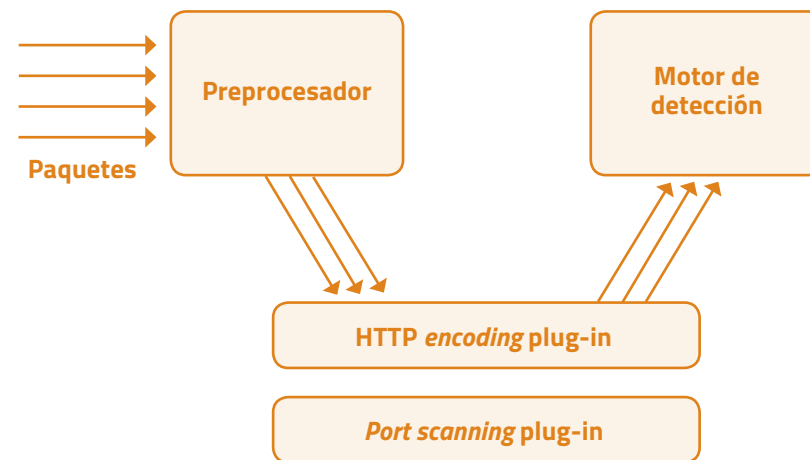 Preprocesador
Motor de
detección
Paquetes
HTTP encoding plug-in
Port scanning plug-in